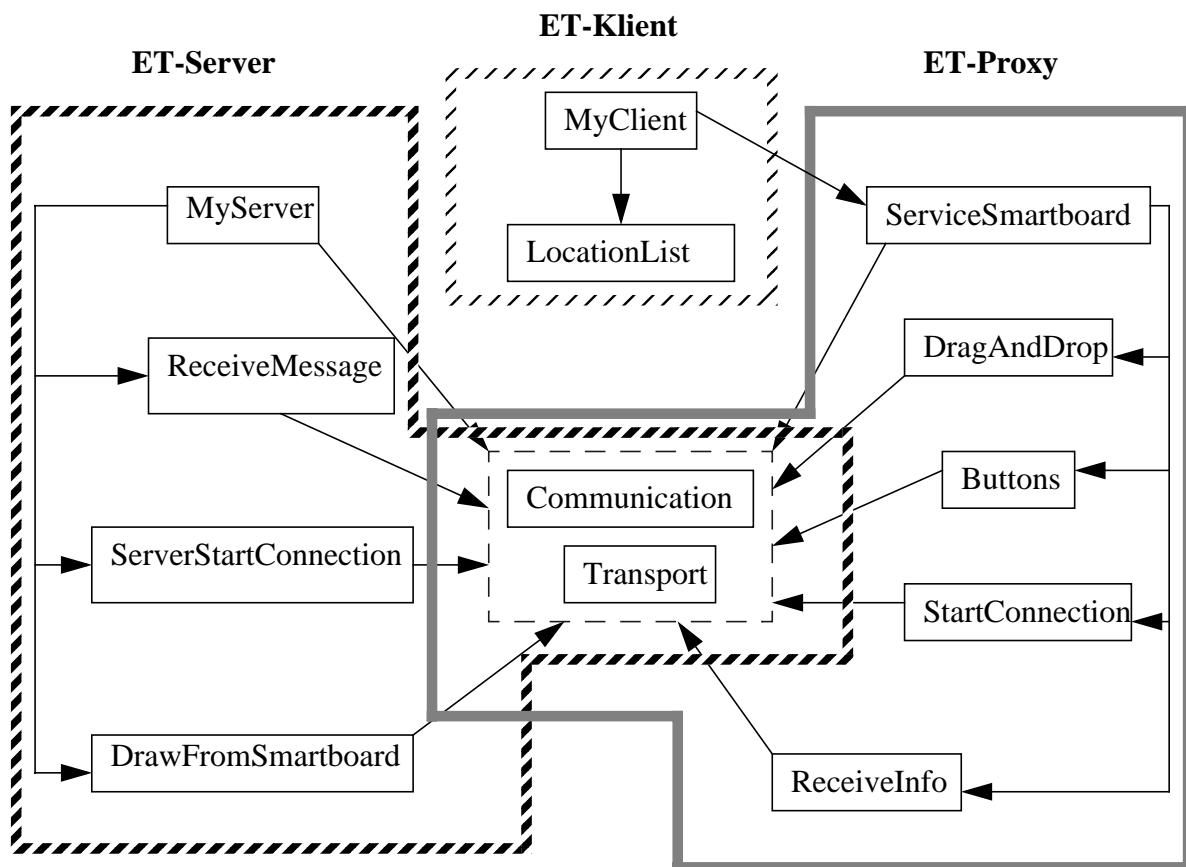 ET-Klient
ET-Server
ET-Proxy
MyClient
MyServer
ServiceSmartboard
LocationList
DragAndDrop
ReceiveMessage
Buttons
Communication
ServerStartConnection
Transport
StartConnection
DrawFromSmartboard
ReceiveInfo